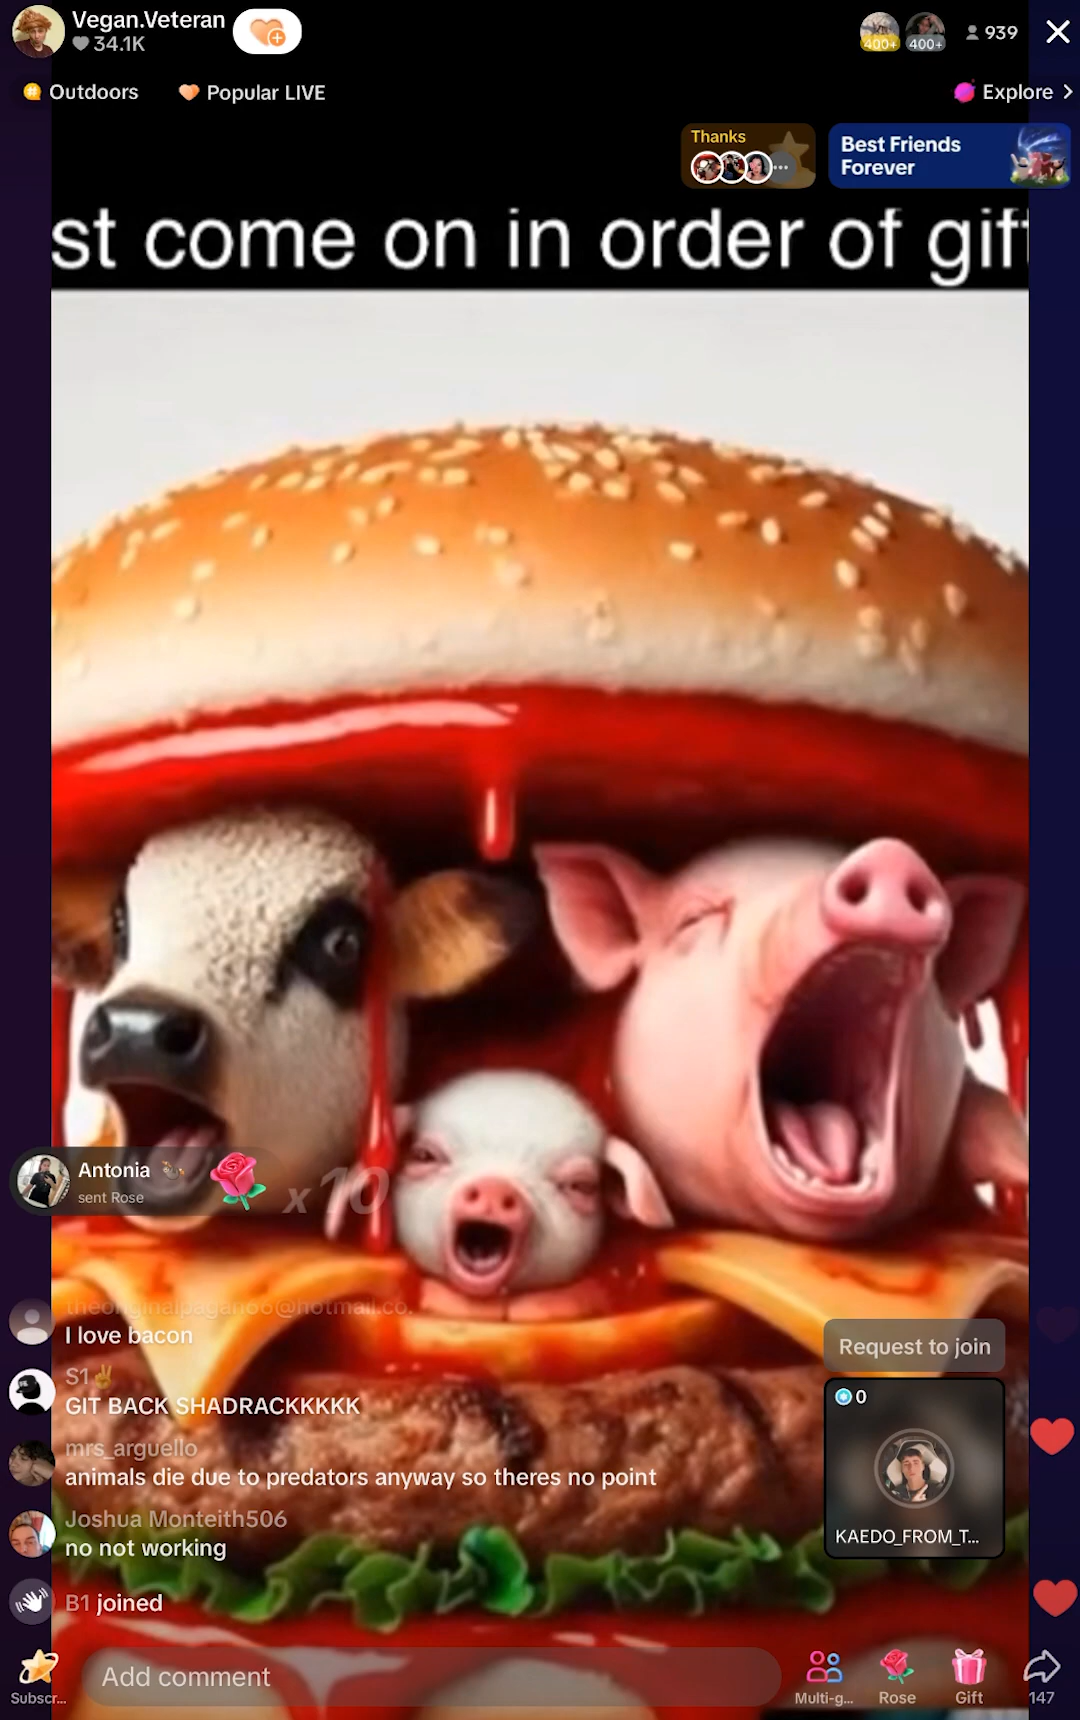 Vegan.Veteran
34.1K
400+
400+
939
Outdoors
Popular LIVE
Explore
Thanks
Best Friends
Forever
st come on in order of gif
Antonia
sent Rose
x10
I love bacon
S1
GIT BACK SHADRACKKKKK
mrs_arguello
animals die due to predators anyway so theres no point
Joshua Monteith506
no not working
B1 joined
Request to join
0
KAEDO_FROM_T...
Add comment
Subscr...
Multi-g...
Rose
Gift
147